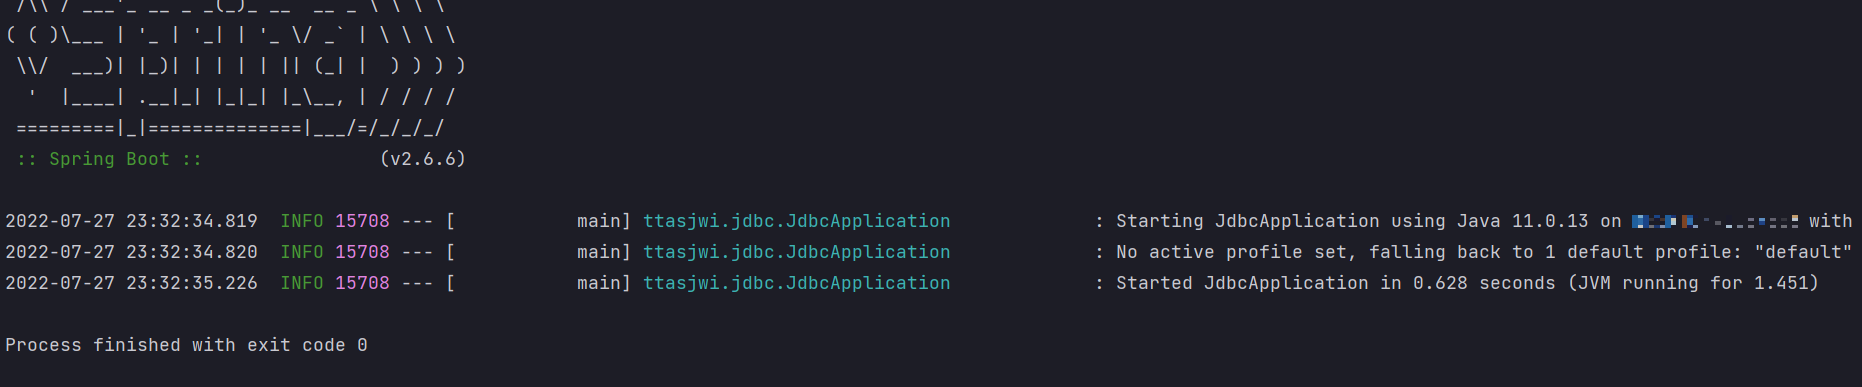 /\\ / ___'_ __ _ _(_)_ __  __ _ \ \ \ \
( ( )\___ | '_ | '_| | '_ \/ _` | \ \ \ \
 \\/  ___)| |_)| | | | | || (_| |  ) ) ) )
  '  |____| .__|_| |_|_| |_\__, | / / / /
 =========|_|==============|___/=/_/_/_/
 :: Spring Boot ::                (v2.6.6)
2022-07-27 23:32:34.819  INFO 15708 --- [           main] ttasjwi.jdbc.JdbcApplication             : Starting JdbcApplication using Java 11.0.13 on with
2022-07-27 23:32:34.820  INFO 15708 --- [           main] ttasjwi.jdbc.JdbcApplication             : No active profile set, falling back to 1 default profile: "default"
2022-07-27 23:32:35.226  INFO 15708 --- [           main] ttasjwi.jdbc.JdbcApplication             : Started JdbcApplication in 0.628 seconds (JVM running for 1.451)
Process finished with exit code 0